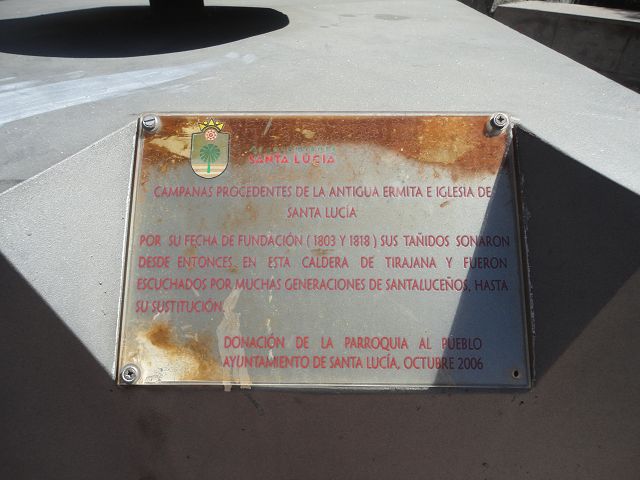 SANTA LUCÍA
CAMPANAS PROCEDENTES DE LA ANTIGUA ERMITA E IGLESIA DE
SANTA LUCÍA
POR SU FECHA DE FUNDACIÓN ( 1803 Y 1818 ) SUS TAÑIDOS SONARON
DESDE ENTONCES EN ESTA CALDERA DE TIRAJANA Y FUERON
ESCUCHADOS POR MUCHAS GENERACIONES DE SANTALUCEÑOS, HASTA
SU SUSTITUCIÓN.
DONACIÓN DE LA PARROQUIA AL PUEBLO
AYUNTAMIENTO DE SANTA LUCÍA, OCTUBRE 2006